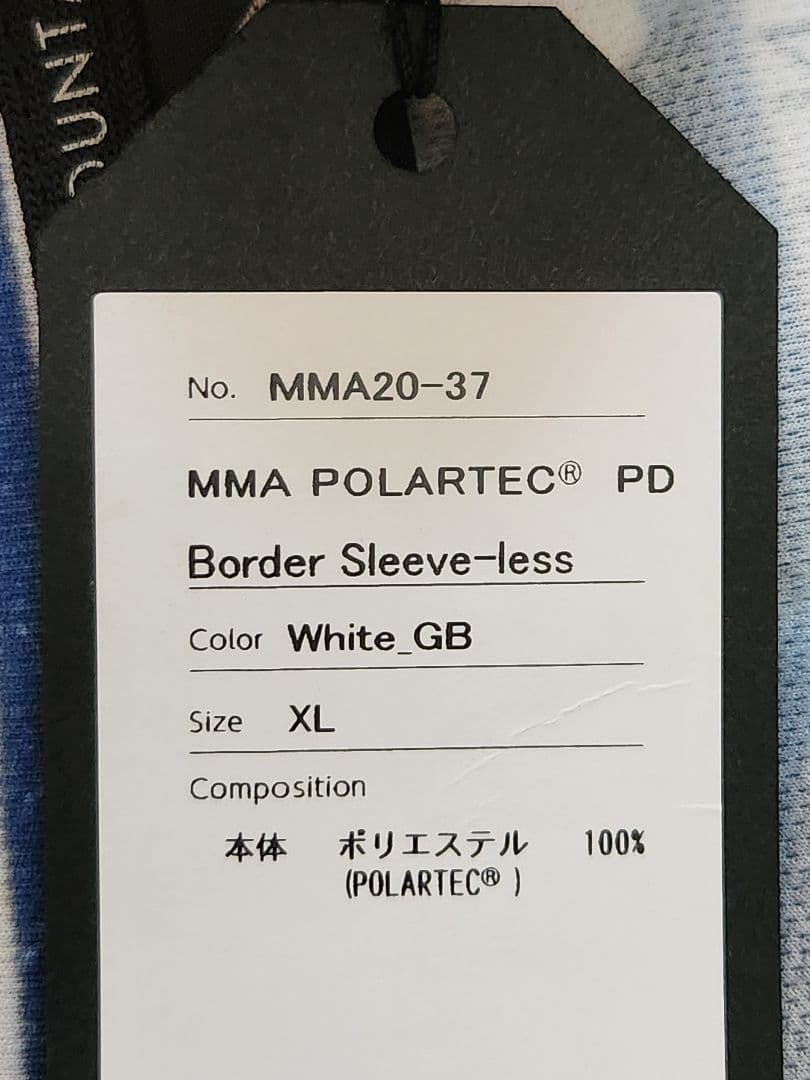 No. MMA20-37
MMA POLARTEC® PD
Border Sleeve-less
Color White_GB
Size XL
Composition
本体 ポリエステル 100%
(POLARTEC® )